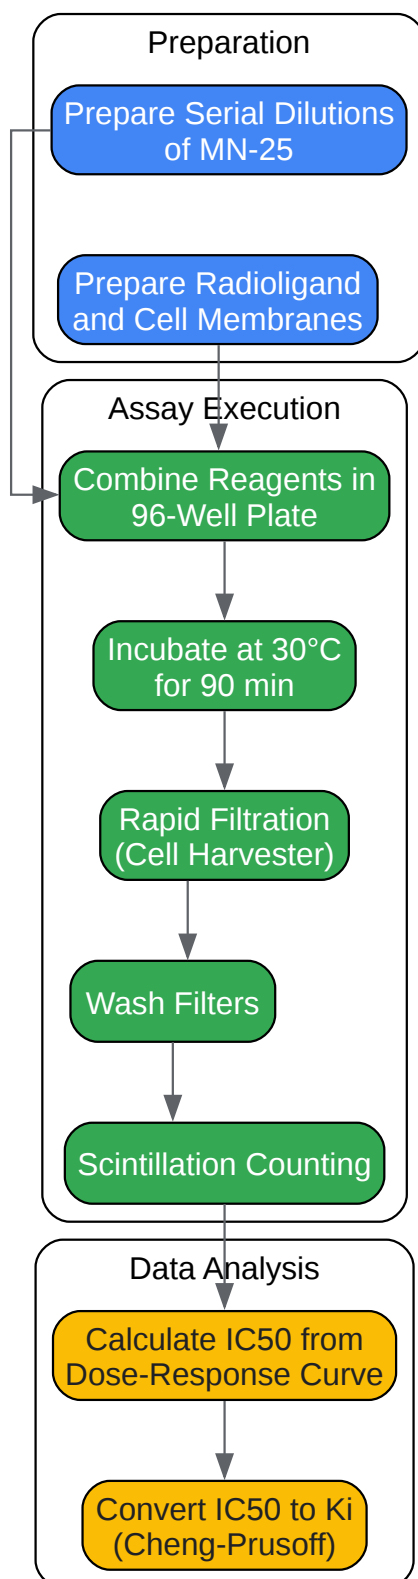 Preparation
Prepare Serial Dilutions
of MN-25
Prepare Radioligand
and Cell Membranes
Assay Execution
Combine Reagents in
96-Well Plate
Incubate at 30°C
for 90 min
Rapid Filtration
(Cell Harvester)
Wash Filters
Scintillation Counting
Data Analysis
Calculate IC50 from
Dose-Response Curve
Convert IC50 to Ki
(Cheng-Prusoff)